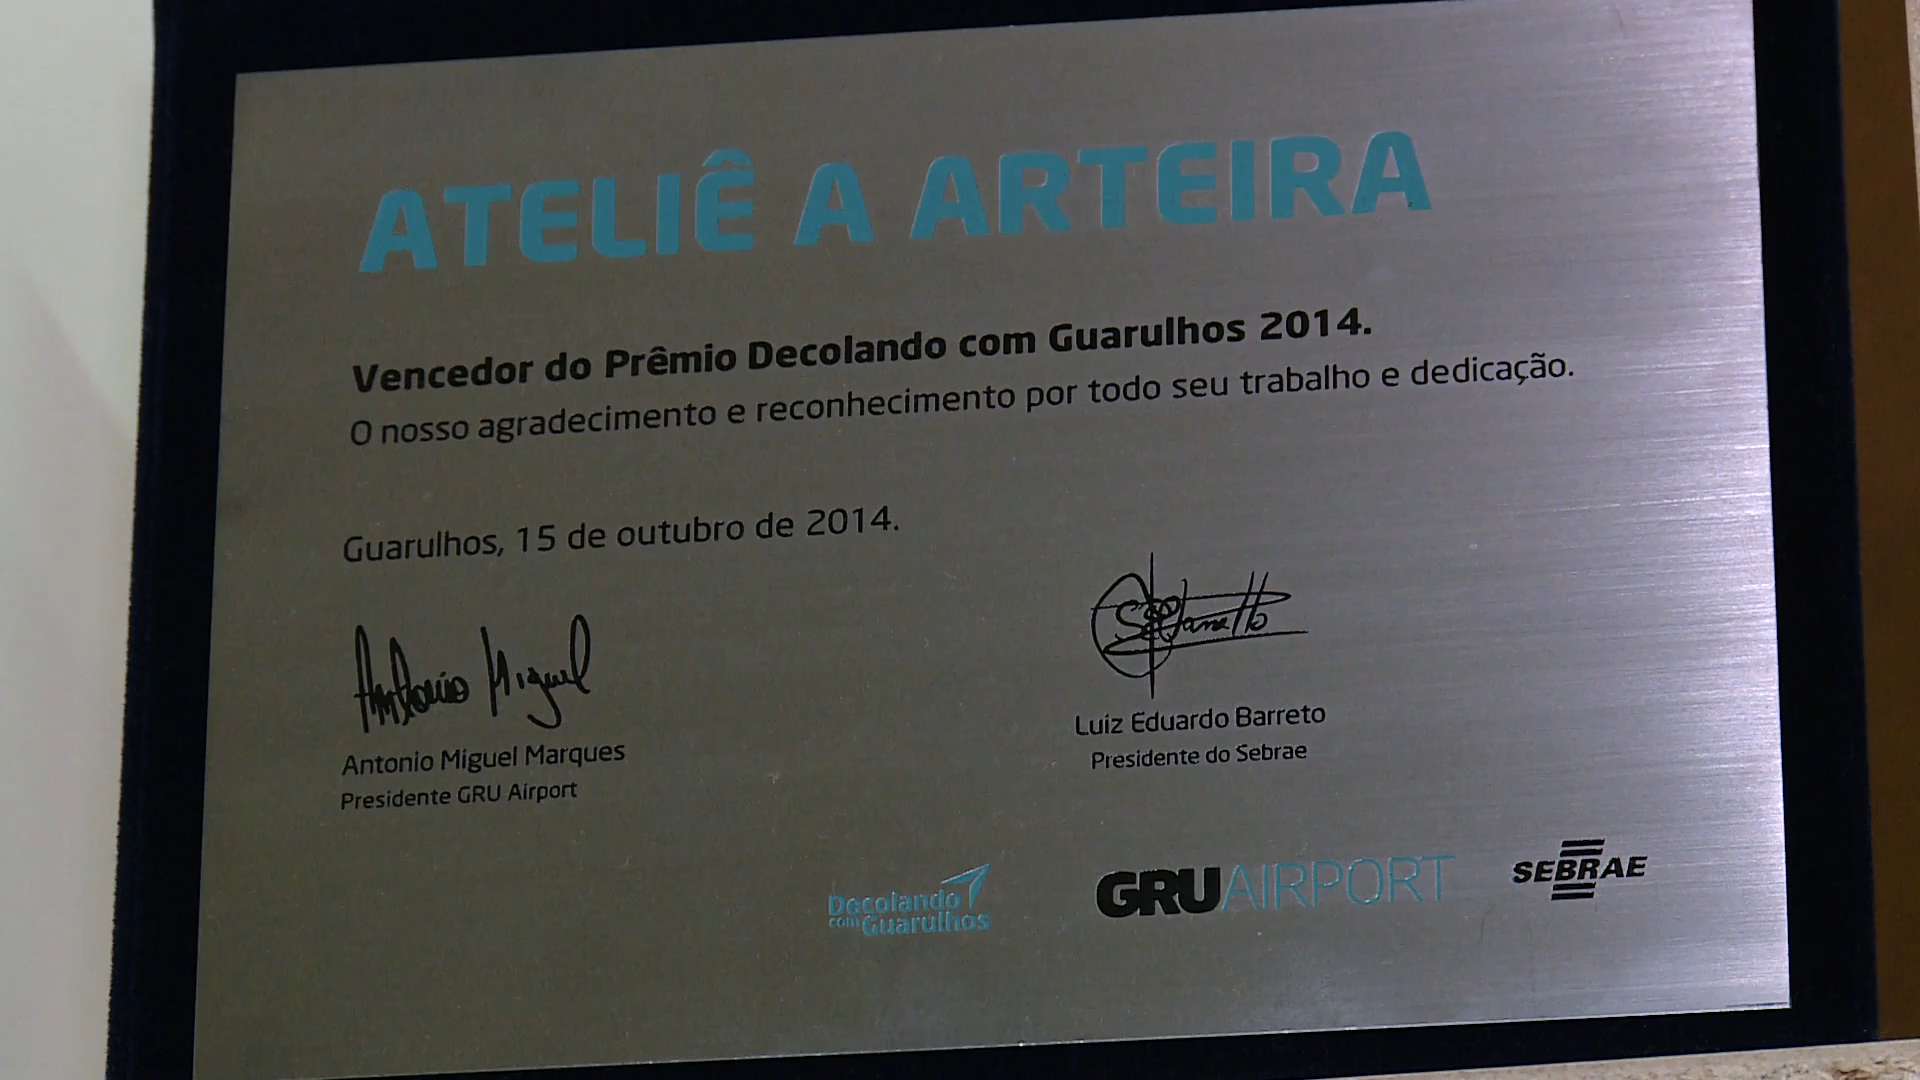 ATELIÊ A ARTEIRA
Vencedor do Prêmio Decolando com Guarulhos 2014.
O nosso agradecimento e reconhecimento por todo seu trabalho e dedicação.
Guarulhos, 15 de outubro de 2014.
Antonio Miguel
Antonio Miguel Marques
Presidente GRU Airport
Luiz Eduardo Barreto
Presidente do Sebrae
Decolando
com Guarulhos
GRUAIRPORT
SEBRAE